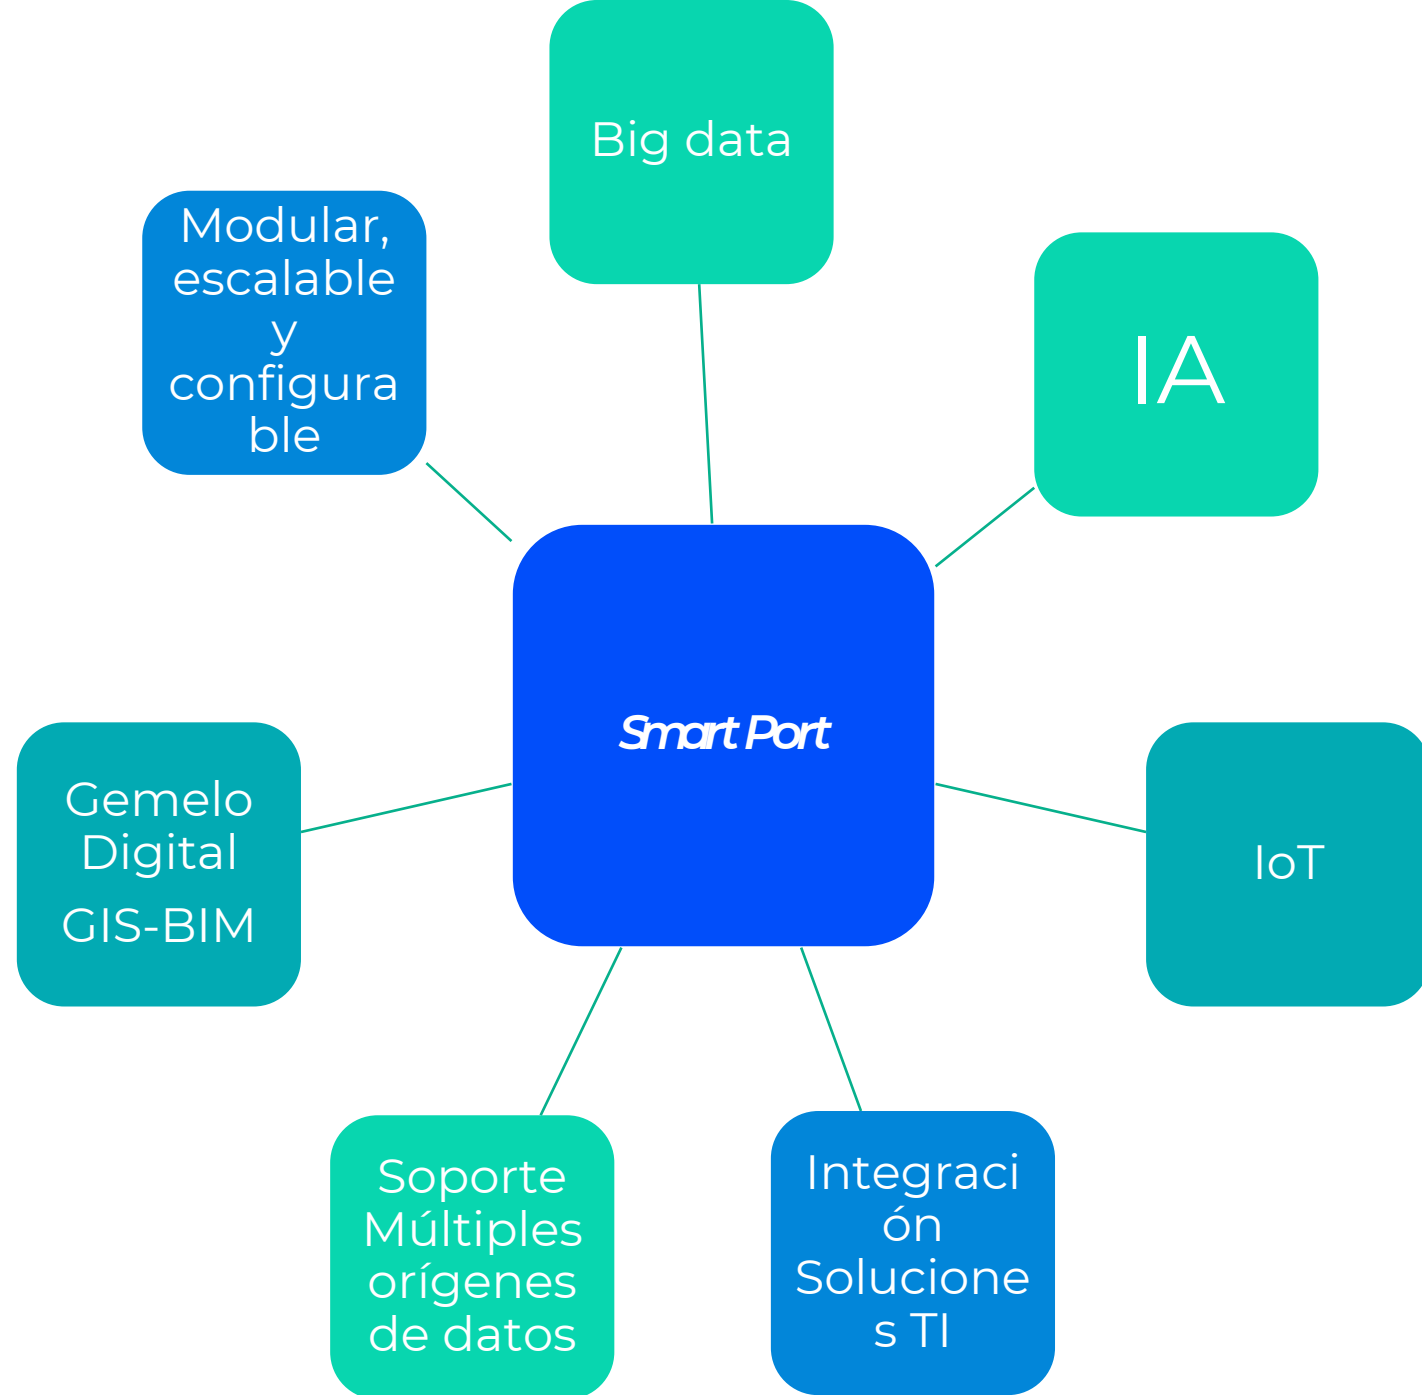 Big data
Modular,
escalable
y
configura
ble
IA
Smart Port
Gemelo
Digital
GIS-BIM
IoT
Soporte
Múltiples
orígenes
de datos
Integraci
ón
Solucione
s TI